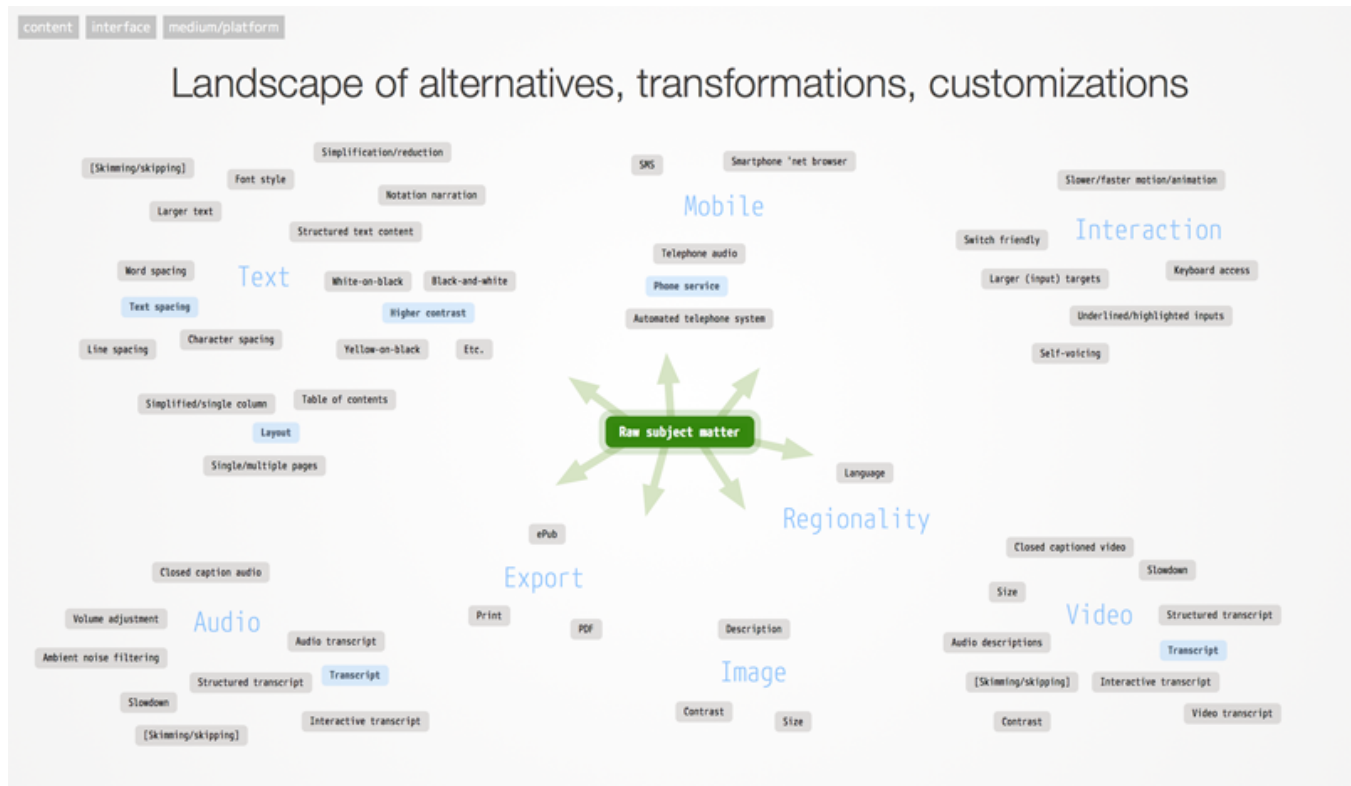 content interface medium/platform
Landscape of alternatives, transformations, customizations
[Skimming/skipping]
Simplification/reduction
Font style
Notation narration
Larger text
Structured text content
Word spacing
Text
White-on-black
Black-and-white
Text spacing
Higher contrast
Line spacing
Character spacing
Yellow-on-black
Etc.
Simplified/single column
Table of contents
Layout
Single/multiple pages
SMS
Smartphone 'net browser
Mobile
Telephone audio
Phone service
Automated telephone system
Slower/faster motion/animation
Interaction
Switch friendly
Larger (input) targets
Keyboard access
Underlined/highlighted inputs
Self-voicing
Raw subject matter
Language
Regionality
ePub
Export
Print
PDF
Closed caption audio
Volume adjustment
Audio
Audio transcript
Ambient noise filtering
Structured transcript
Transcript
Slowdown
Interactive transcript
[Skimming/skipping]
Description
Image
Contrast
Size
Closed captioned video
Slowdown
Size
Video
Structured transcript
Audio descriptions
Transcript
[Skimming/skipping]
Interactive transcript
Contrast
Video transcript